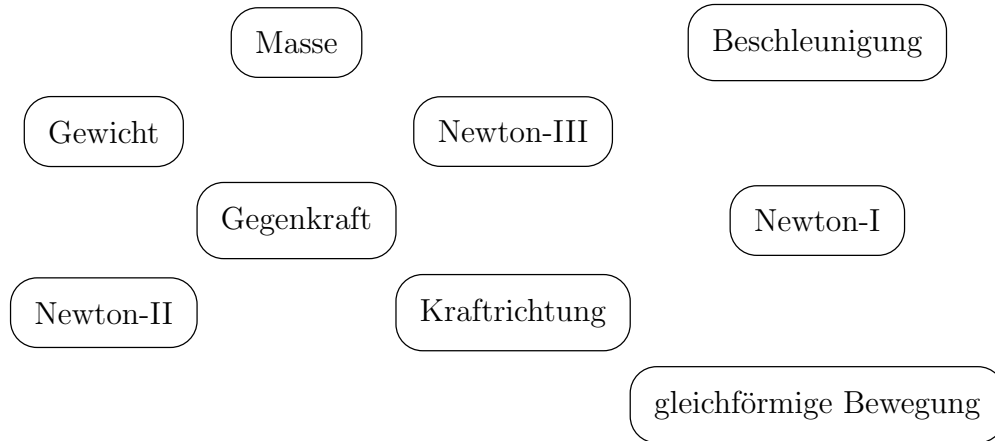 Masse
Beschleunigung
Gewicht
Newton-III
Gegenkraft
Newton-I
Newton-II
Kraftrichtung
gleichförmige Bewegung